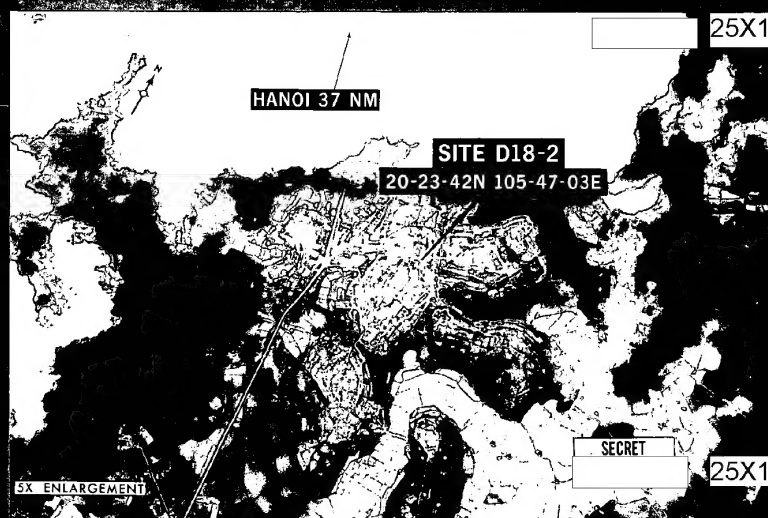 25X1
N
HANOI 37 NM
SITE D18-2
20-23-42N 105-47-03E
SECRET
5X ENLARGEMENT
25X1